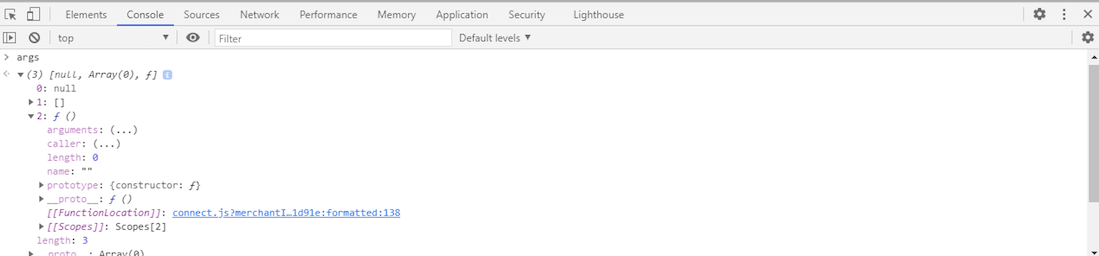 Elements Console Sources Network Performance Memory Application Security Lighthouse
top Filter Default levels
args
(3) [null, Array(0), ƒ] i
0: null
1: []
2: ƒ ()
arguments: (...)
caller: (...)
length: 0
name: ""
prototype: {constructor: ƒ}
__proto__: ƒ ()
[[FunctionLocation]]: connect.js?merchantI…1d91e:formatted:138
[[Scopes]]: Scopes[2]
length: 3
__proto__: Array(0)